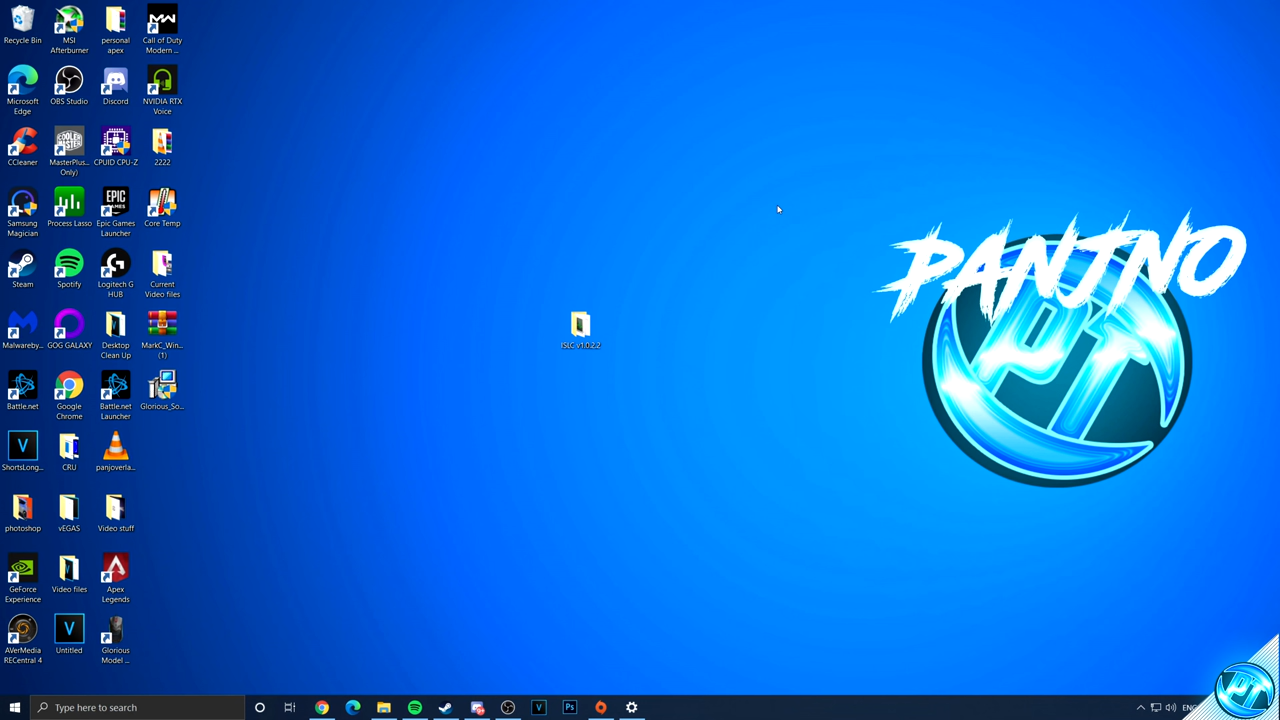 Recycle Bin
MSI
Afterburner
personal
apex
Call of Duty
Modern ...
Microsoft
Edge
OBS Studio
Discord
NVIDIA RTX
Voice
CCleaner
MasterPlus...
Only)
CPUID CPU-Z
2222
Samsung
Magician
Process Lasso
Epic Games
Launcher
Core Temp
Steam
Spotify
Logitech G
HUB
Current
Video files
Malwareby...
GOG GALAXY
Desktop
Clean Up
MarkC_Win...
(1)
Battle.net
Google
Chrome
Battle.net
Launcher
Glorious_So...
ShortsLong...
CRU
panjoverla...
photoshop
vEGAS
Video stuff
GeForce
Experience
Video files
Apex
Legends
AVerMedia
RECentral 4
Untitled
Glorious
Model ...
ISLC v1.0.2.2
PANJNO
PT
Type here to search
ENG
PT